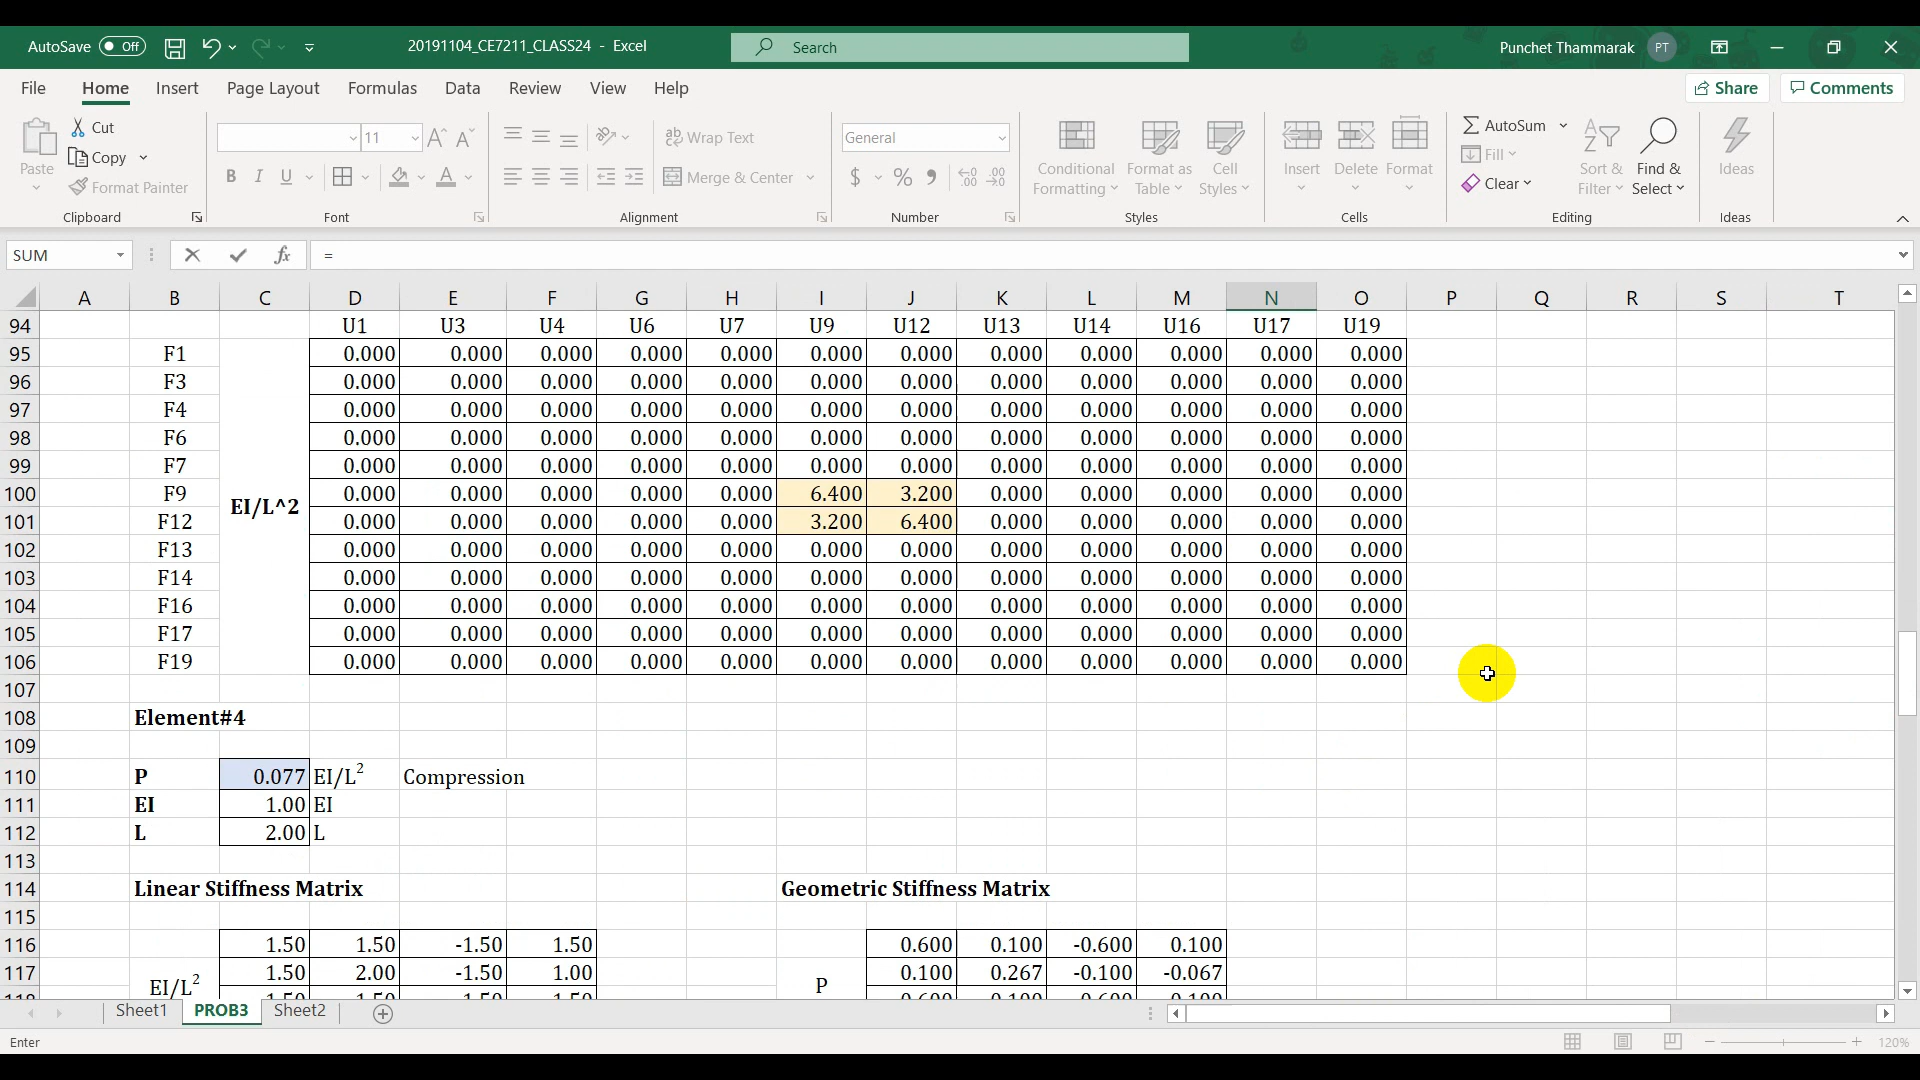 AutoSave Off 20191104_CE7211_CLASS24 - Excel Search Punchet Thammarak PT
File Home Insert Page Layout Formulas Data Review View Help Share Comments
Paste Cut Copy Format Painter Clipboard
11 B I U Font
Wrap Text Merge & Center Alignment
General $ % Number
Conditional Formatting Format as Table Cell Styles Styles
Insert Delete Format Cells
AutoSum Fill Clear Sort & Filter Find & Select Editing
Ideas Ideas
SUM fx =
A B C D E F G H I J K L M N O P Q R S T
94 U1 U3 U4 U6 U7 U9 U12 U13 U14 U16 U17 U19
95 F1 0.000 0.000 0.000 0.000 0.000 0.000 0.000 0.000 0.000 0.000 0.000 0.000
96 F3 0.000 0.000 0.000 0.000 0.000 0.000 0.000 0.000 0.000 0.000 0.000 0.000
97 F4 0.000 0.000 0.000 0.000 0.000 0.000 0.000 0.000 0.000 0.000 0.000 0.000
98 F6 0.000 0.000 0.000 0.000 0.000 0.000 0.000 0.000 0.000 0.000 0.000 0.000
99 F7 0.000 0.000 0.000 0.000 0.000 0.000 0.000 0.000 0.000 0.000 0.000 0.000
100 F9 0.000 0.000 0.000 0.000 0.000 6.400 3.200 0.000 0.000 0.000 0.000 0.000
EI/L^2
101 F12 0.000 0.000 0.000 0.000 0.000 3.200 6.400 0.000 0.000 0.000 0.000 0.000
102 F13 0.000 0.000 0.000 0.000 0.000 0.000 0.000 0.000 0.000 0.000 0.000 0.000
103 F14 0.000 0.000 0.000 0.000 0.000 0.000 0.000 0.000 0.000 0.000 0.000 0.000
104 F16 0.000 0.000 0.000 0.000 0.000 0.000 0.000 0.000 0.000 0.000 0.000 0.000
105 F17 0.000 0.000 0.000 0.000 0.000 0.000 0.000 0.000 0.000 0.000 0.000 0.000
106 F19 0.000 0.000 0.000 0.000 0.000 0.000 0.000 0.000 0.000 0.000 0.000 0.000
107
108 Element#4
109
110 P 0.077 EI/L² Compression
111 EI 1.00 EI
112 L 2.00 L
113
114 Linear Stiffness Matrix Geometric Stiffness Matrix
115
116 1.50 1.50 -1.50 1.50 0.600 0.100 -0.600 0.100
117 1.50 2.00 -1.50 1.00 0.100 0.267 -0.100 -0.067
EI/L² P
Sheet1 PROB3 Sheet2
Enter 120%